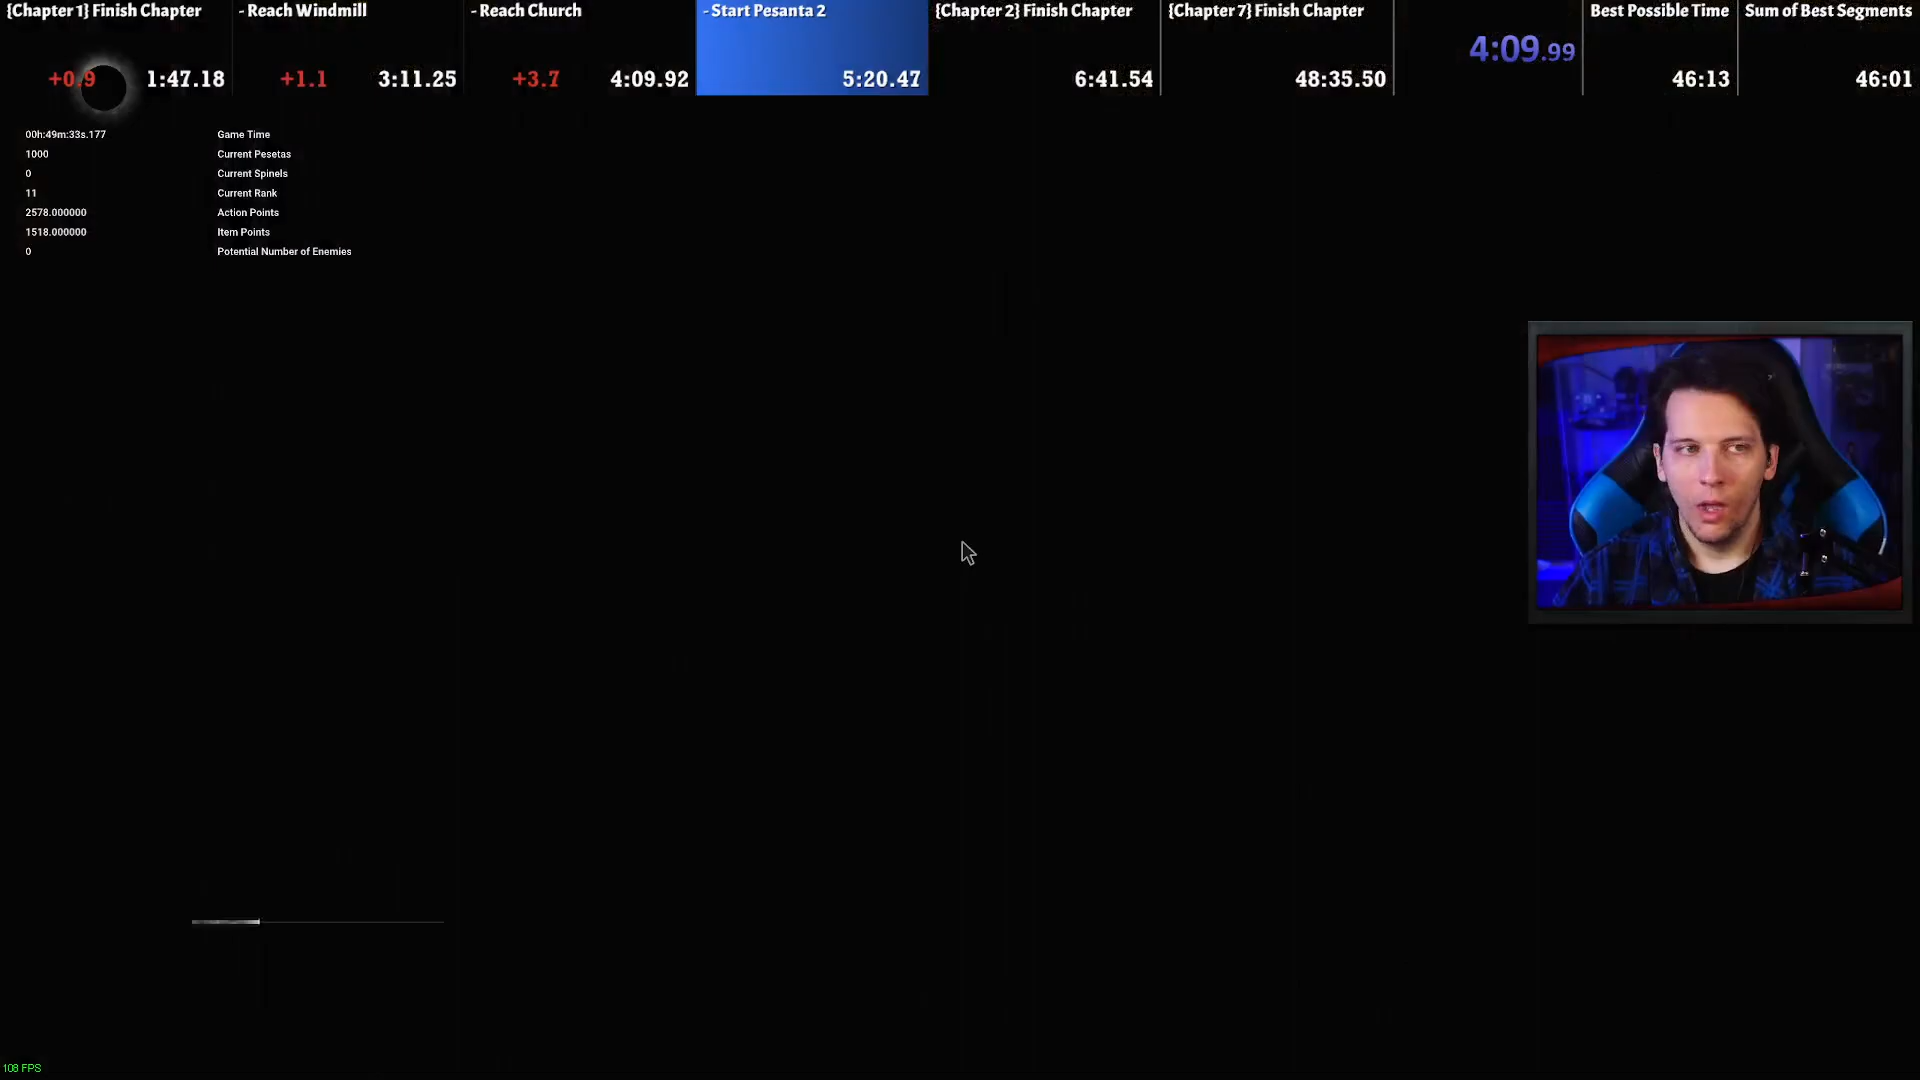 {Chapter 1} Finish Chapter
+0.9 1:47.18
- Reach Windmill
+1.1 3:11.25
- Reach Church
+3.7 4:09.92
- Start Pesanta 2
5:20.47
{Chapter 2} Finish Chapter
6:41.54
{Chapter 7} Finish Chapter
48:35.50
4:09.99
Best Possible Time
46:13
Sum of Best Segments
46:01
00h:49m:33s.177 Game Time
1000 Current Pesetas
0 Current Spinels
11 Current Rank
2578.000000 Action Points
1518.000000 Item Points
0 Potential Number of Enemies
108 FPS